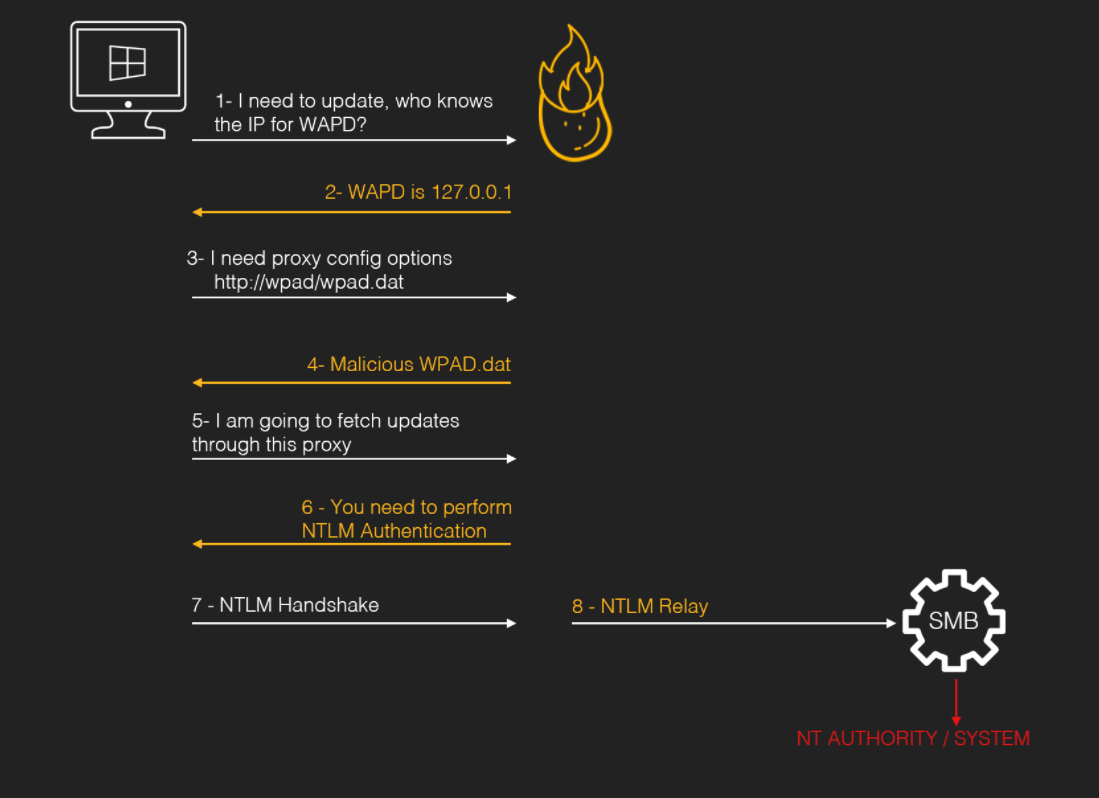 1- I need to update, who knows
the IP for WAPD?
2- WAPD is 127.0.0.1
3- I need proxy config options
http://wpad/wpad.dat
4- Malicious WPAD.dat
5- I am going to fetch updates
through this proxy
6 - You need to perform
NTLM Authentication
7 - NTLM Handshake
8 - NTLM Relay
SMB
NT AUTHORITY / SYSTEM